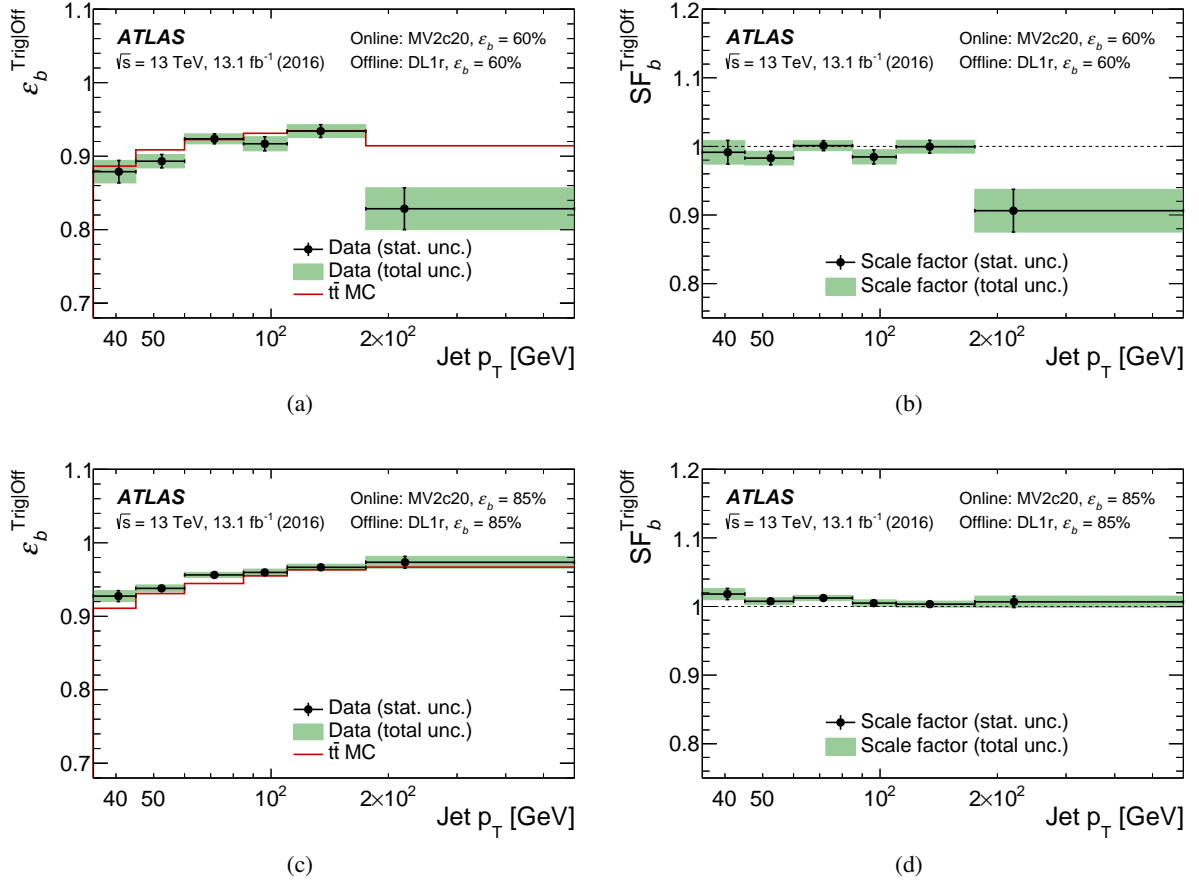 ε_b^Trig|Off
1.1
1
0.9
0.8
0.7
ATLAS
√s = 13 TeV, 13.1 fb⁻¹ (2016)
Online: MV2c20, ε_b = 60%
Offline: DL1r, ε_b = 60%
Data (stat. unc.)
Data (total unc.)
tt̄ MC
40 50 10² 2×10²
Jet p_T [GeV]
(a)
SF_b^Trig|Off
1.2
1.1
1
0.9
0.8
ATLAS
√s = 13 TeV, 13.1 fb⁻¹ (2016)
Online: MV2c20, ε_b = 60%
Offline: DL1r, ε_b = 60%
Scale factor (stat. unc.)
Scale factor (total unc.)
40 50 10² 2×10²
Jet p_T [GeV]
(b)
ε_b^Trig|Off
1.1
1
0.9
0.8
0.7
ATLAS
√s = 13 TeV, 13.1 fb⁻¹ (2016)
Online: MV2c20, ε_b = 85%
Offline: DL1r, ε_b = 85%
Data (stat. unc.)
Data (total unc.)
tt̄ MC
40 50 10² 2×10²
Jet p_T [GeV]
(c)
SF_b^Trig|Off
1.2
1.1
1
0.9
0.8
ATLAS
√s = 13 TeV, 13.1 fb⁻¹ (2016)
Online: MV2c20, ε_b = 85%
Offline: DL1r, ε_b = 85%
Scale factor (stat. unc.)
Scale factor (total unc.)
40 50 10² 2×10²
Jet p_T [GeV]
(d)